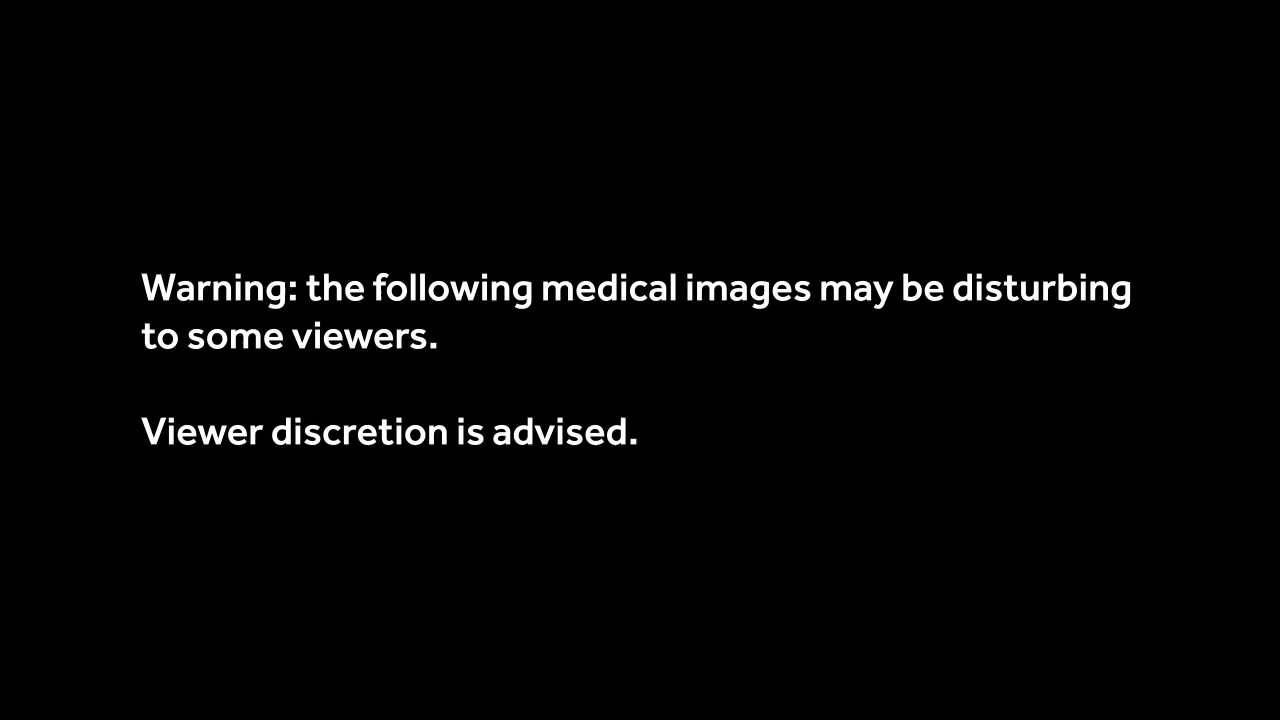 Warning: the following medical images may be disturbing
to some viewers.
Viewer discretion is advised.